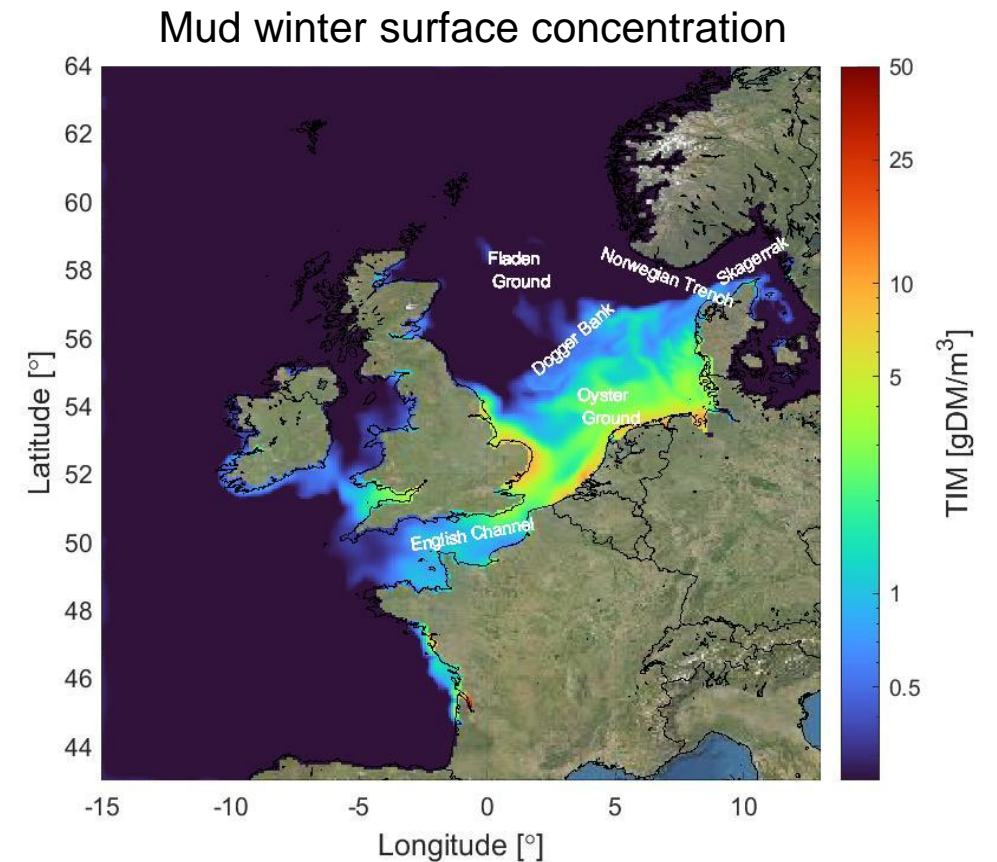 Mud winter surface concentration
64
62
60
58
56
54
52
50
48
46
44
Latitude [°]
-15
-10
-5
0
5
10
Longitude [°]
Fladen
Ground
Norwegian Trench
Skagerrak
Dogger Bank
Oyster
Ground
English Channel
50
25
10
5
1
0.5
TIM [gDM/m³]